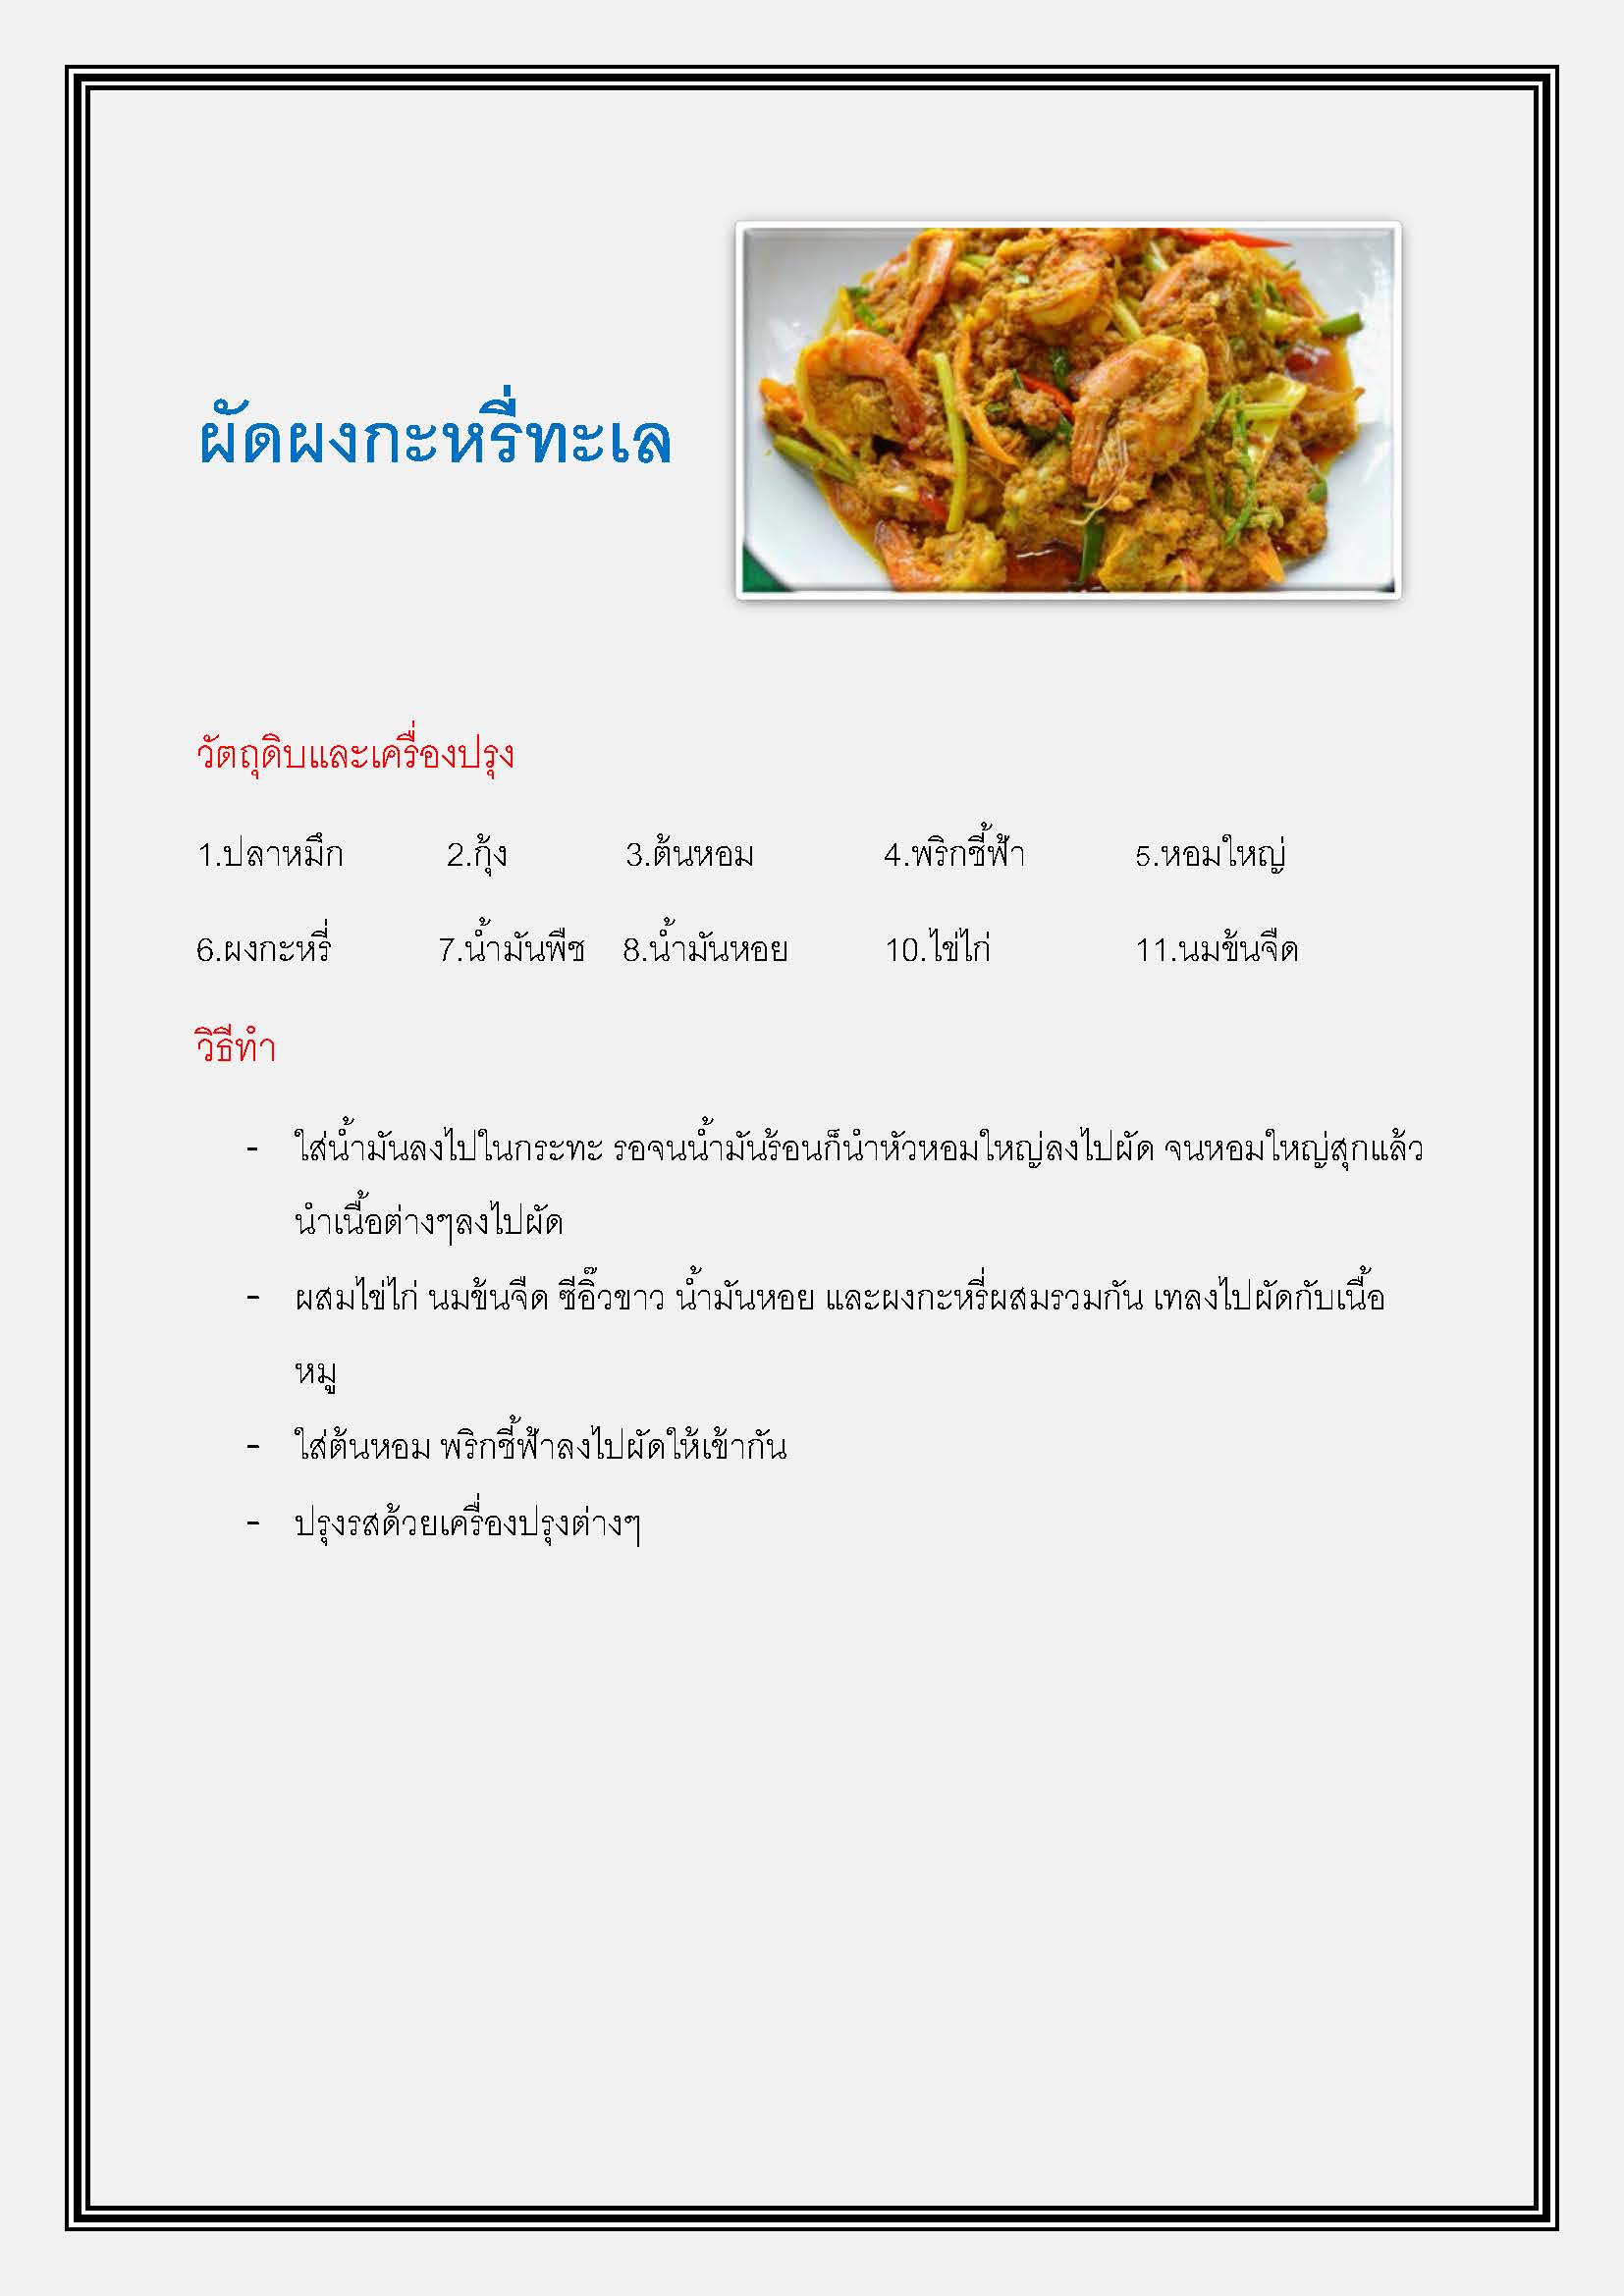 ผัดผงกะหรี่ทะเล
วัตถุดิบและเครื่องปรุง
1.ปลาหมึก 2.กุ้ง 3.ต้นหอม 4.พริกชี้ฟ้า 5.หอมใหญ่
6.ผงกะหรี่ 7.น้ำมันพืช 8.น้ำมันหอย 10.ไข่ไก่ 11.นมข้นจืด
วิธีทำ
- ใส่น้ำมันลงไปในกระทะ รอจนน้ำมันร้อนก็นำหัวหอมใหญ่ลงไปผัด จนหอมใหญ่สุกแล้ว
นำเนื้อต่างๆลงไปผัด
- ผสมไข่ไก่ นมข้นจืด ซีอิ๊วขาว น้ำมันหอย และผงกะหรี่ผสมรวมกัน เทลงไปผัดกับเนื้อ
หมู
- ใส่ต้นหอม พริกชี้ฟ้าลงไปผัดให้เข้ากัน
- ปรุงรสด้วยเครื่องปรุงต่างๆ